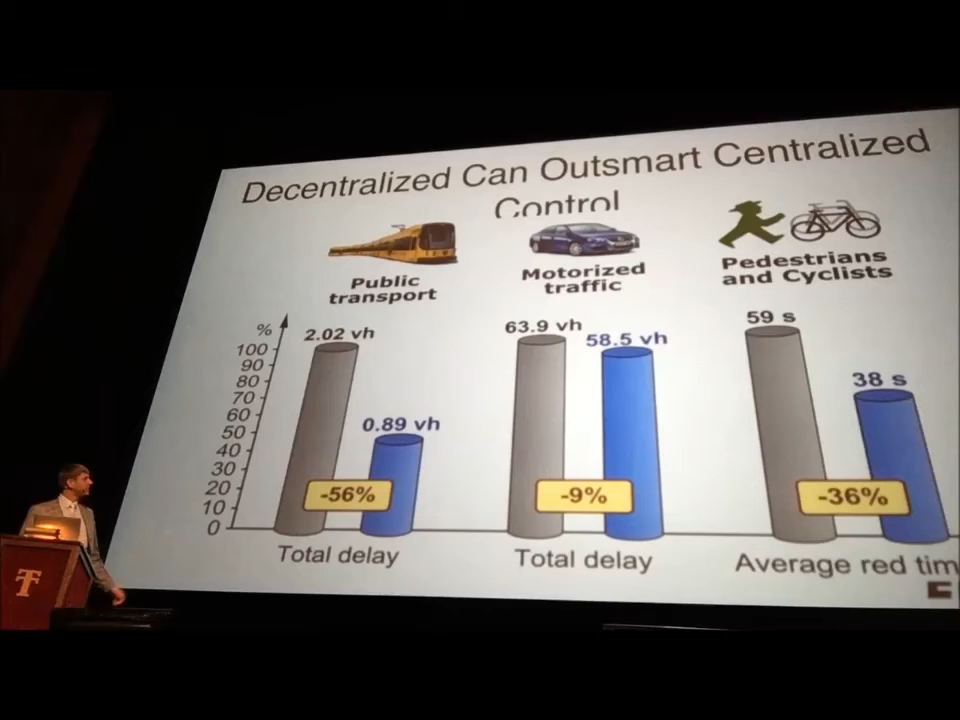 Decentralized Can Outsmart Centralized
Control
Public
transport
Motorized
traffic
Pedestrians
and Cyclists
%
100
90
80
70
60
50
40
30
20
10
0
2.02 vh
0.89 vh
-56%
Total delay
63.9 vh
58.5 vh
-9%
Total delay
59 s
38 s
-36%
Average red tim
T